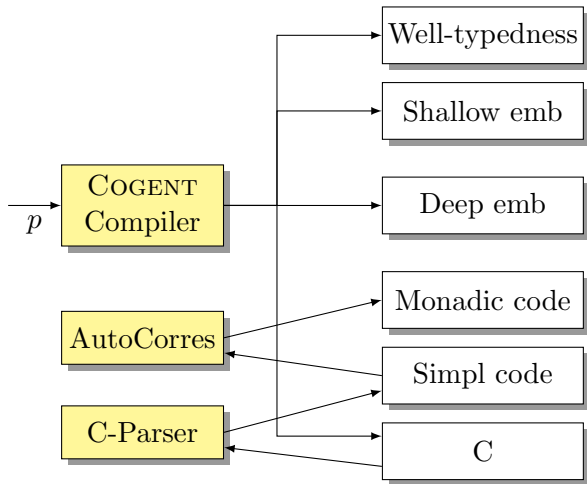 Well-typedness
Shallow emb
COGENT
Compiler
p
Deep emb
Monadic code
AutoCorres
Simpl code
C-Parser
C